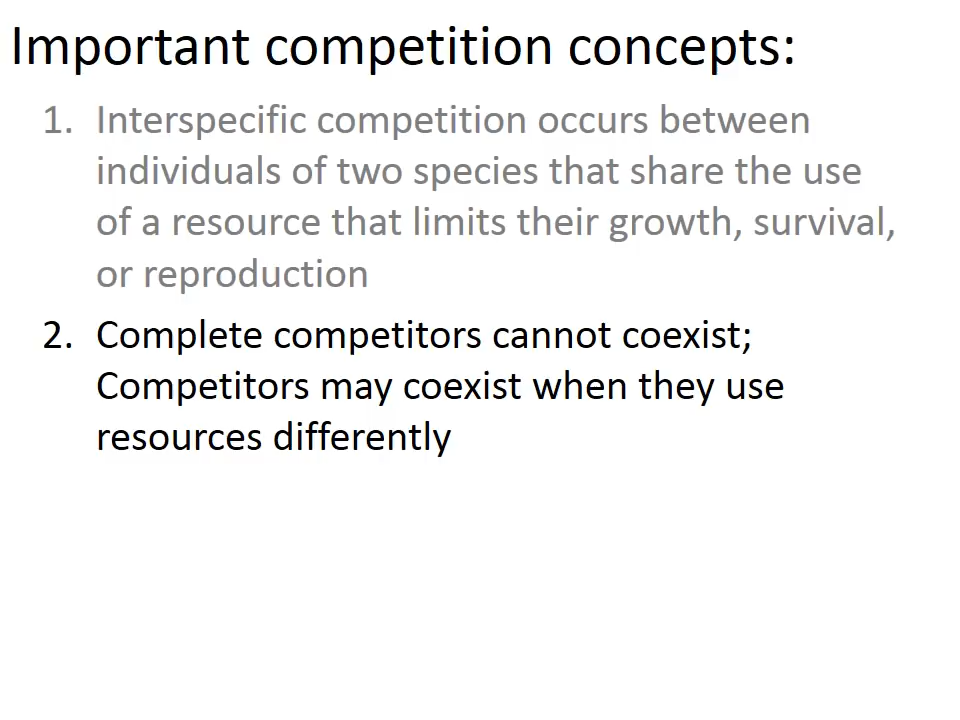 Important competition concepts:
1. Interspecific competition occurs between
individuals of two species that share the use
of a resource that limits their growth, survival,
or reproduction
2. Complete competitors cannot coexist;
Competitors may coexist when they use
resources differently